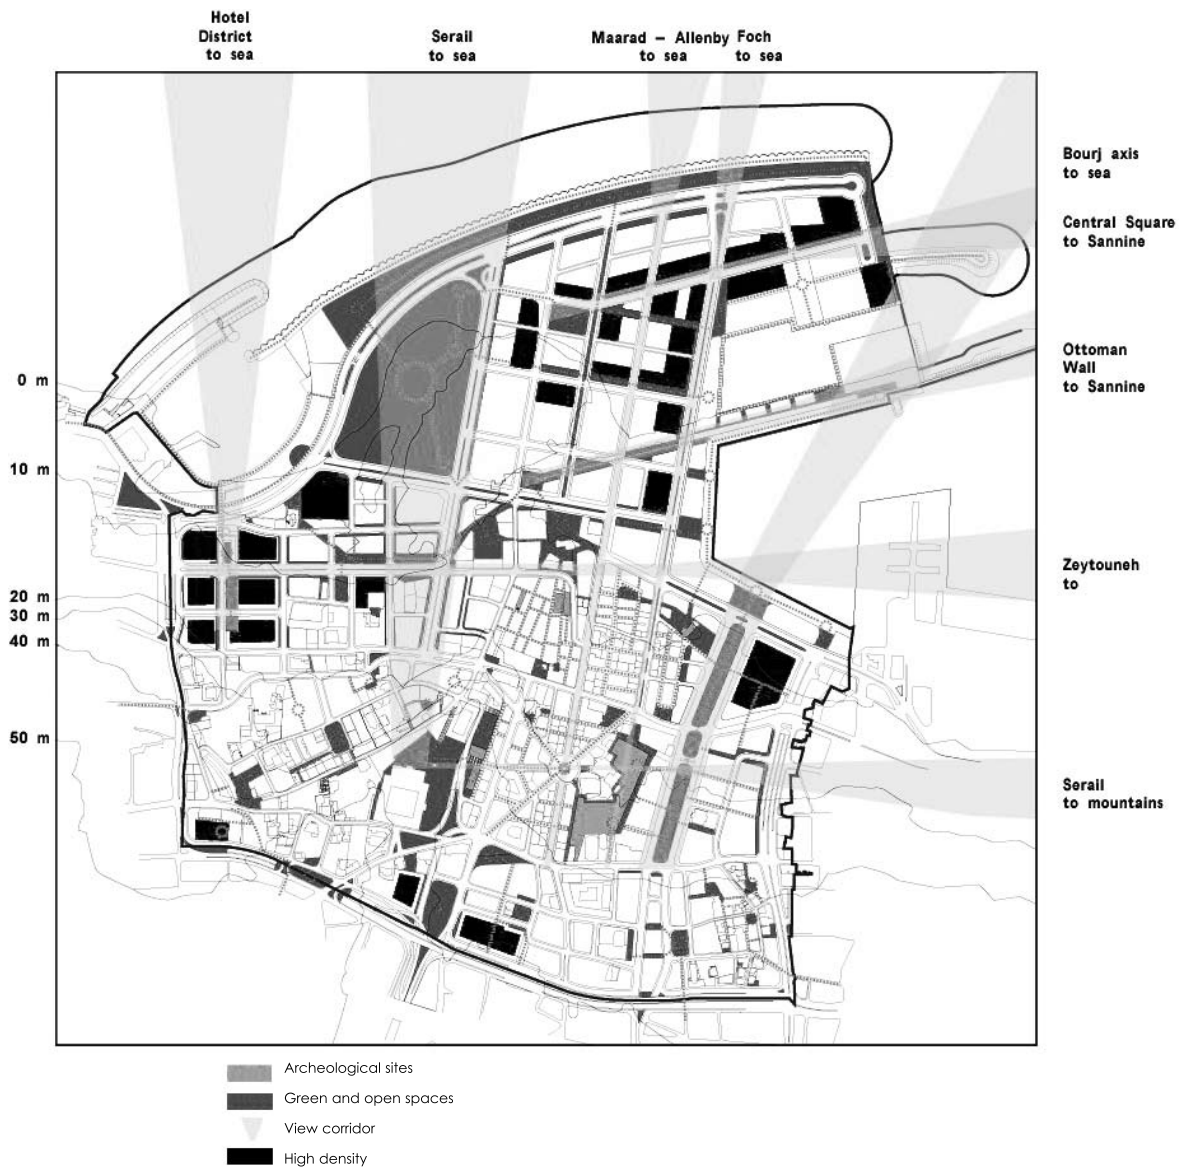 Hotel
District
to sea
Serail
to sea
Maarad – Allenby
to sea
Foch
to sea
Bourj axis
to sea
Central Square
to Sannine
Ottoman
Wall
to Sannine
Zeytouneh
to
Serail
to mountains
0 m
10 m
20 m
30 m
40 m
50 m
Archeological sites
Green and open spaces
View corridor
High density